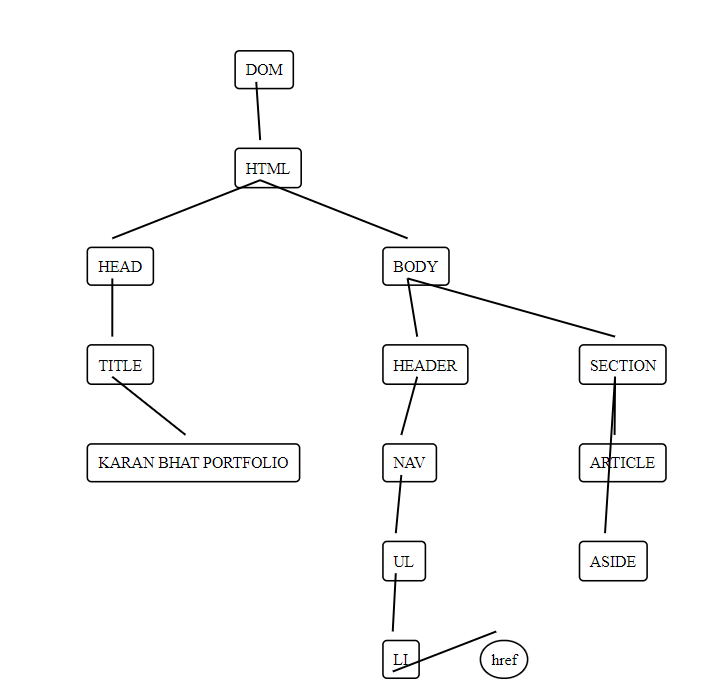 DOM
HTML
HEAD
BODY
TITLE
HEADER
SECTION
KARAN BHAT PORTFOLIO
NAV
ARTICLE
UL
ASIDE
LI
href